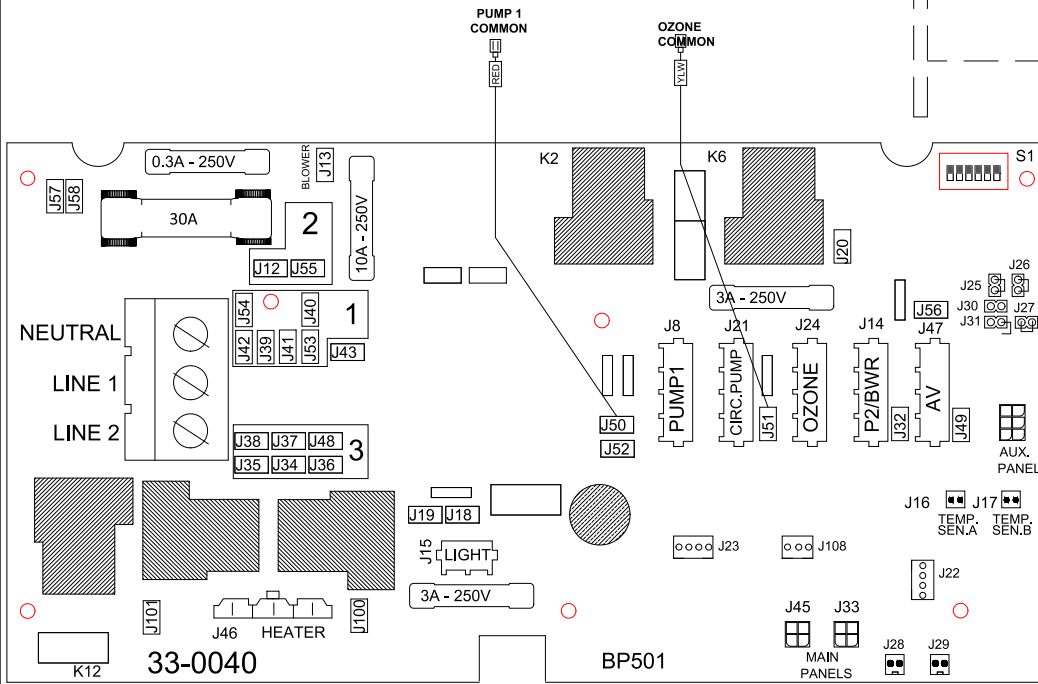 PUMP 1
COMMON
OZONE
COMMON
RED
YLW
0.3A - 250V
BLOWER
J13
K2
K6
S1
J57
J58
30A
2
10A - 250V
J12
J55
J20
J54
J40
1
3A - 250V
J25
J26
J30
J31
J27
J56
NEUTRAL
J42
J39
J41
J53
J43
J8
J21
J24
J14
J47
LINE 1
PUMP1
CIRC.PUMP
OZONE
P2/BWR
AV
LINE 2
J50
J51
J32
J49
J38
J37
J48
3
J52
J35
J34
J36
AUX.
PANEL
J19
J18
J16
TEMP.
SEN.A
J17
TEMP.
SEN.B
J15
LIGHT
J23
J108
J22
3A - 250V
J101
J46
HEATER
J100
J45
J33
MAIN
PANELS
J28
J29
K12
33-0040
BP501